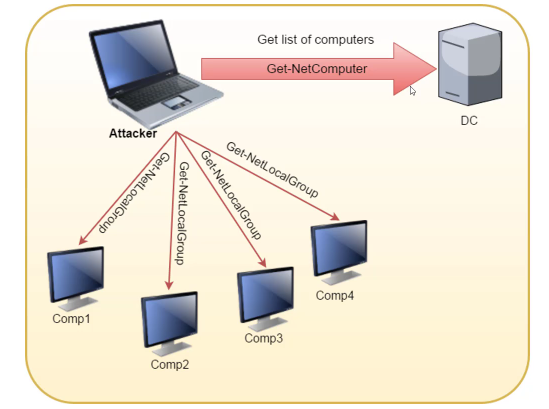 Get list of computers
Get-NetComputer
DC
Attacker
Get-NetLocalGroup
Get-NetLocalGroup
Get-NetLocalGroup
Get-NetLocalGroup
Comp1
Comp2
Comp3
Comp4